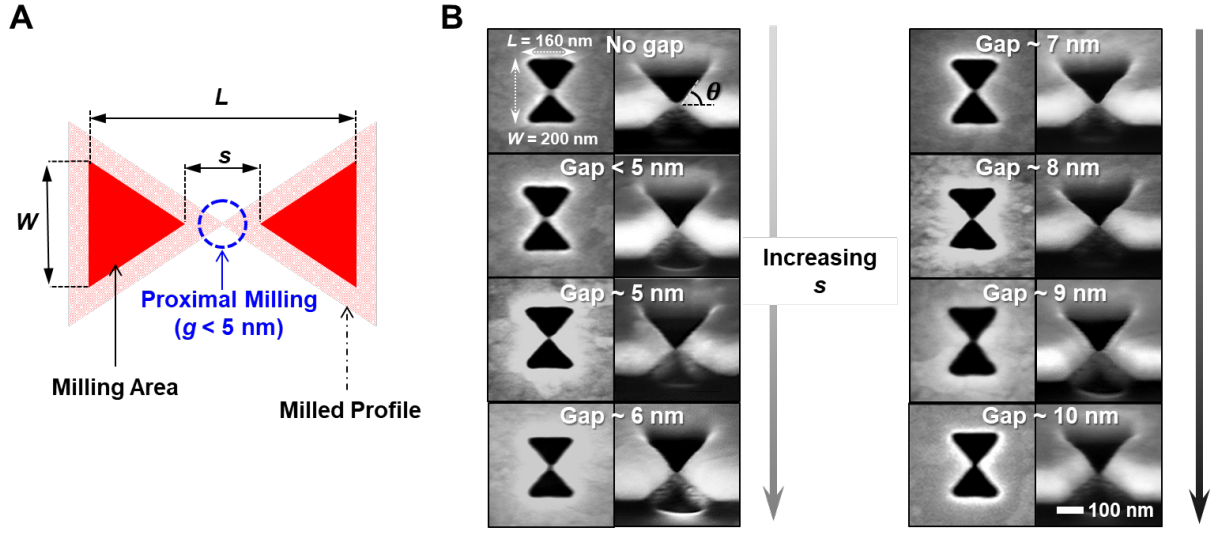 A
L
s
W
Proximal Milling
(g < 5 nm)
Milling Area
Milled Profile
B
L = 160 nm
No gap
θ
W = 200 nm
Gap < 5 nm
Gap ~ 5 nm
Gap ~ 6 nm
Increasing
s
Gap ~ 7 nm
Gap ~ 8 nm
Gap ~ 9 nm
Gap ~ 10 nm
100 nm